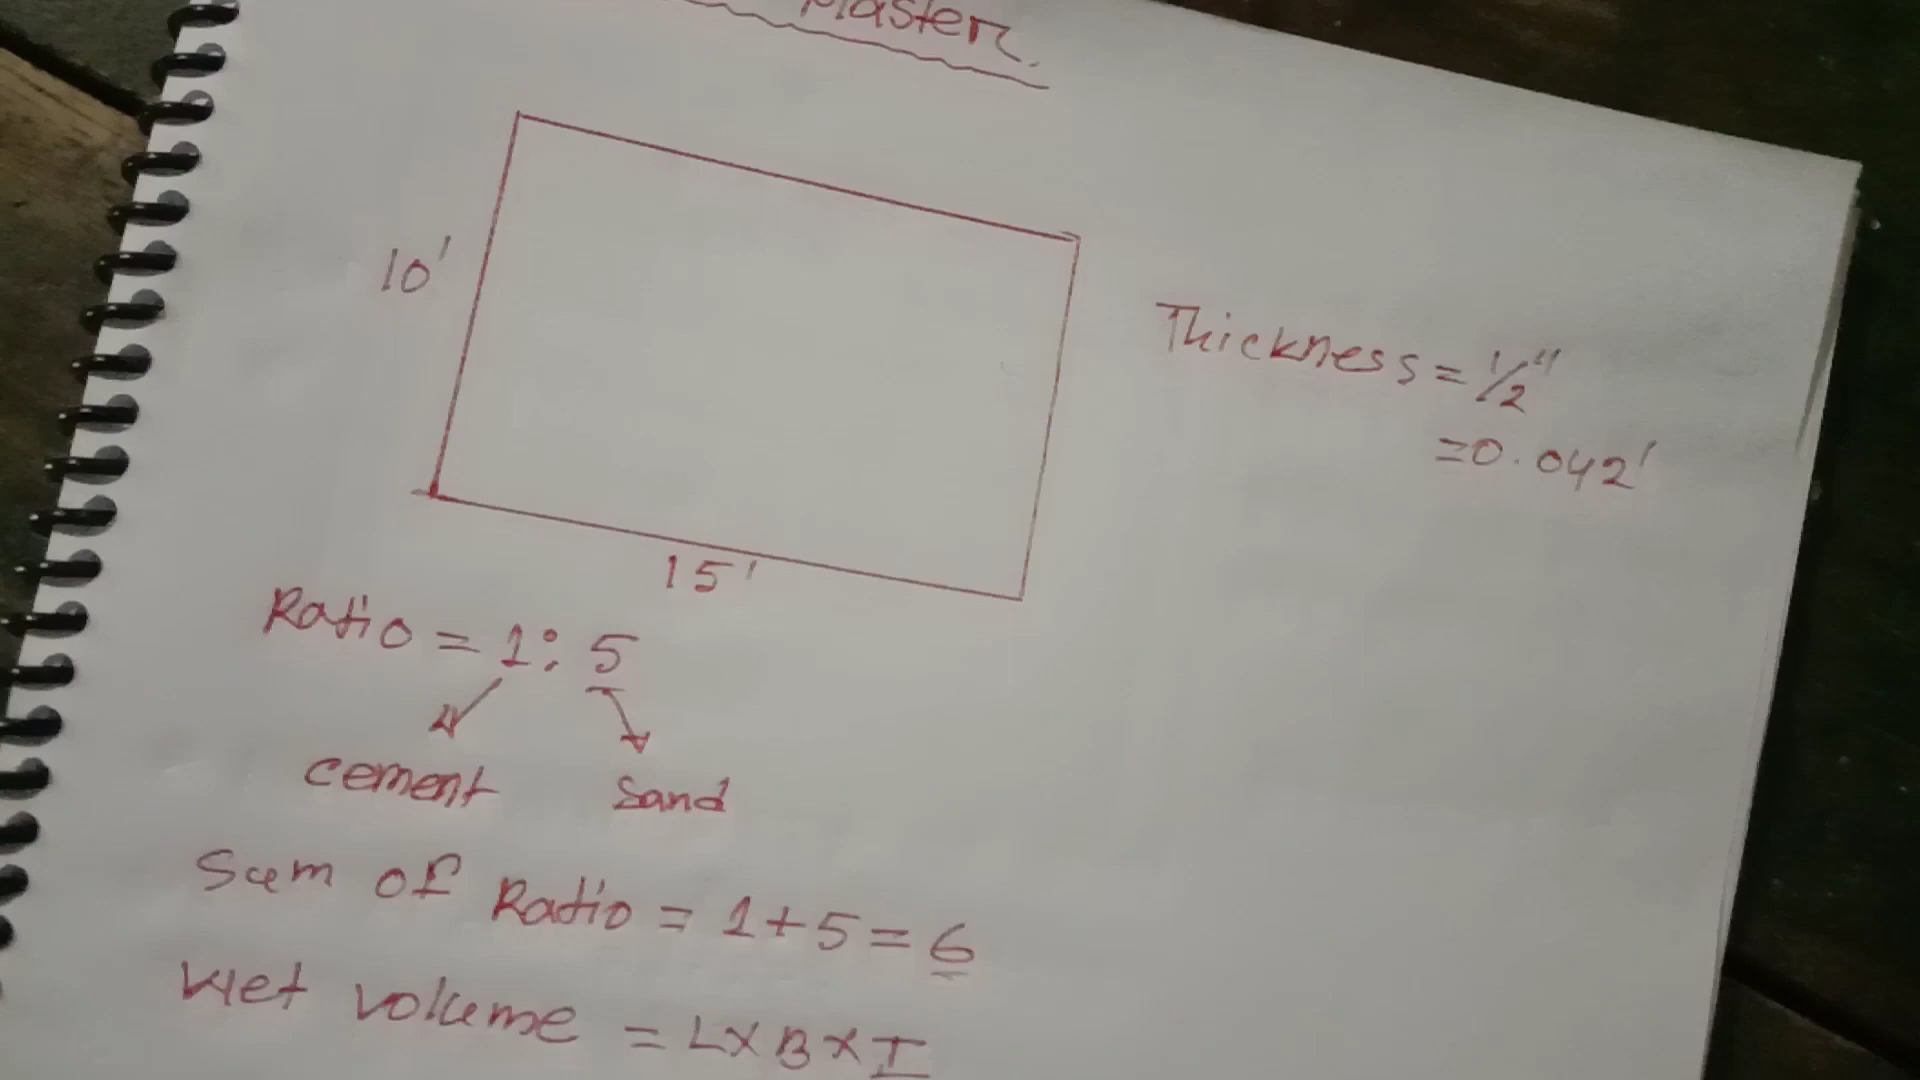 Plaster.
10'
Thickness = 1/2"
= 0.042'
15'
Ratio = 1: 5
cement sand
Sum of Ratio = 1+5 = 6
Wet volume = L X B X T